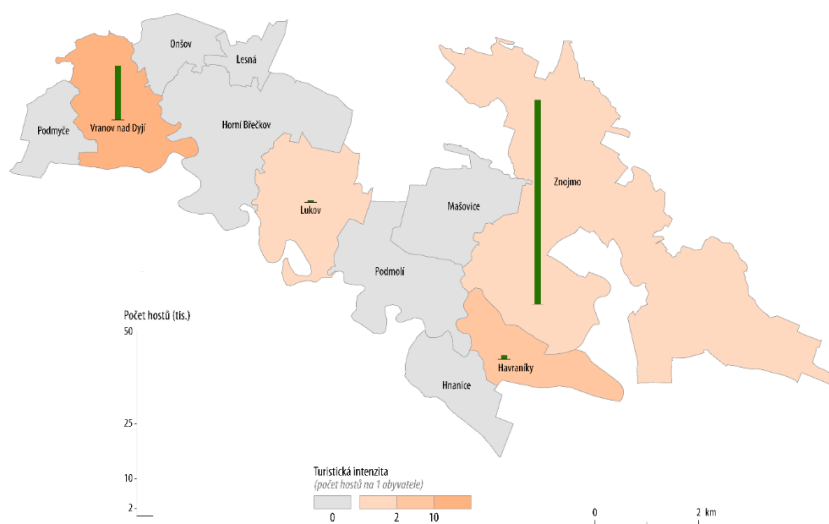 Onšov
Lesná
Podmyče
Vranov nad Dyjí
Horní Břečkov
Znojmo
Lukov
Mašovice
Podmolí
Havraníky
Hnanice
Počet hostů (tis.)
50
25
10
2
Turistická intenzita
(počet hostů na 1 obyvatele)
0 2 10
0 2 km